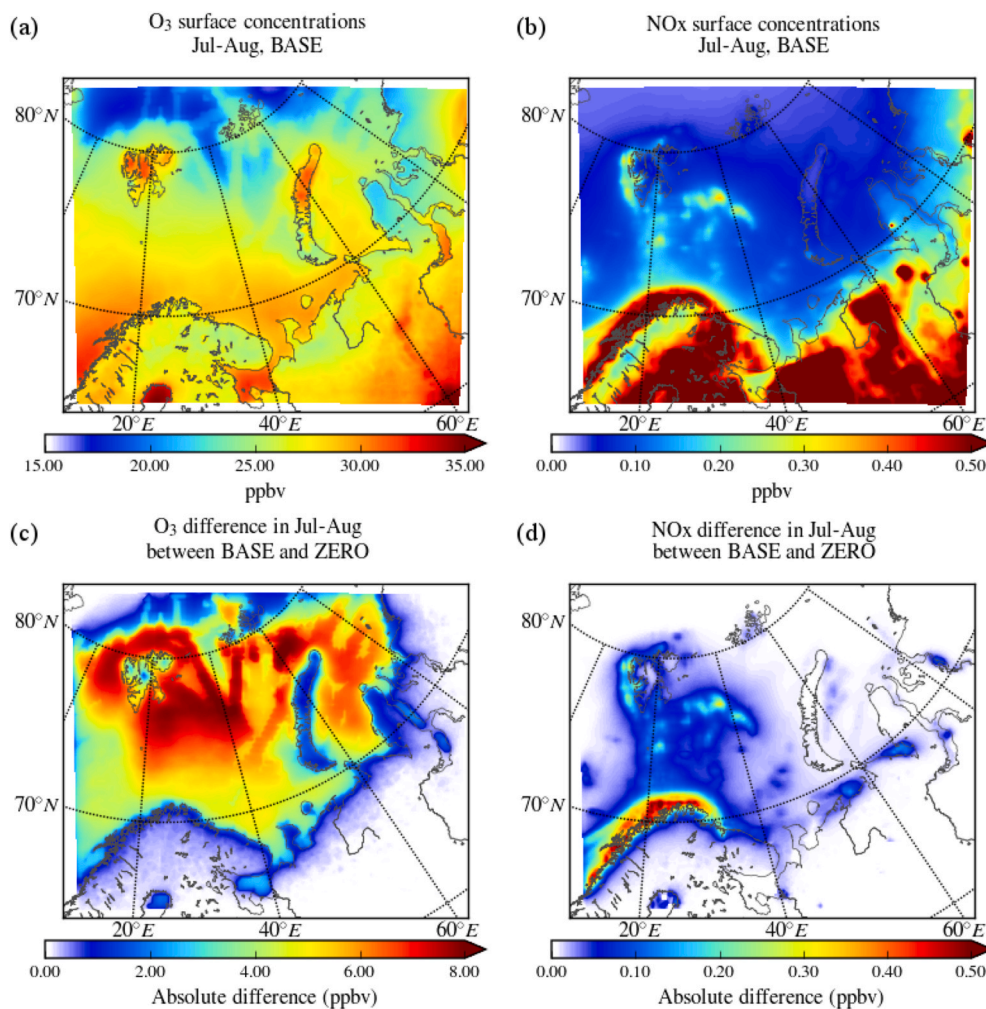 (a)
O₃ surface concentrations
Jul-Aug, BASE
80°N
70°N
20°E
40°E
60°E
15.00
20.00
25.00
30.00
35.00
ppbv
(b)
NOx surface concentrations
Jul-Aug, BASE
80°N
70°N
20°E
40°E
60°E
0.00
0.10
0.20
0.30
0.40
0.50
ppbv
(c)
O₃ difference in Jul-Aug
between BASE and ZERO
80°N
70°N
20°E
40°E
60°E
0.00
2.00
4.00
6.00
8.00
Absolute difference (ppbv)
(d)
NOx difference in Jul-Aug
between BASE and ZERO
80°N
70°N
20°E
40°E
60°E
0.00
0.10
0.20
0.30
0.40
0.50
Absolute difference (ppbv)